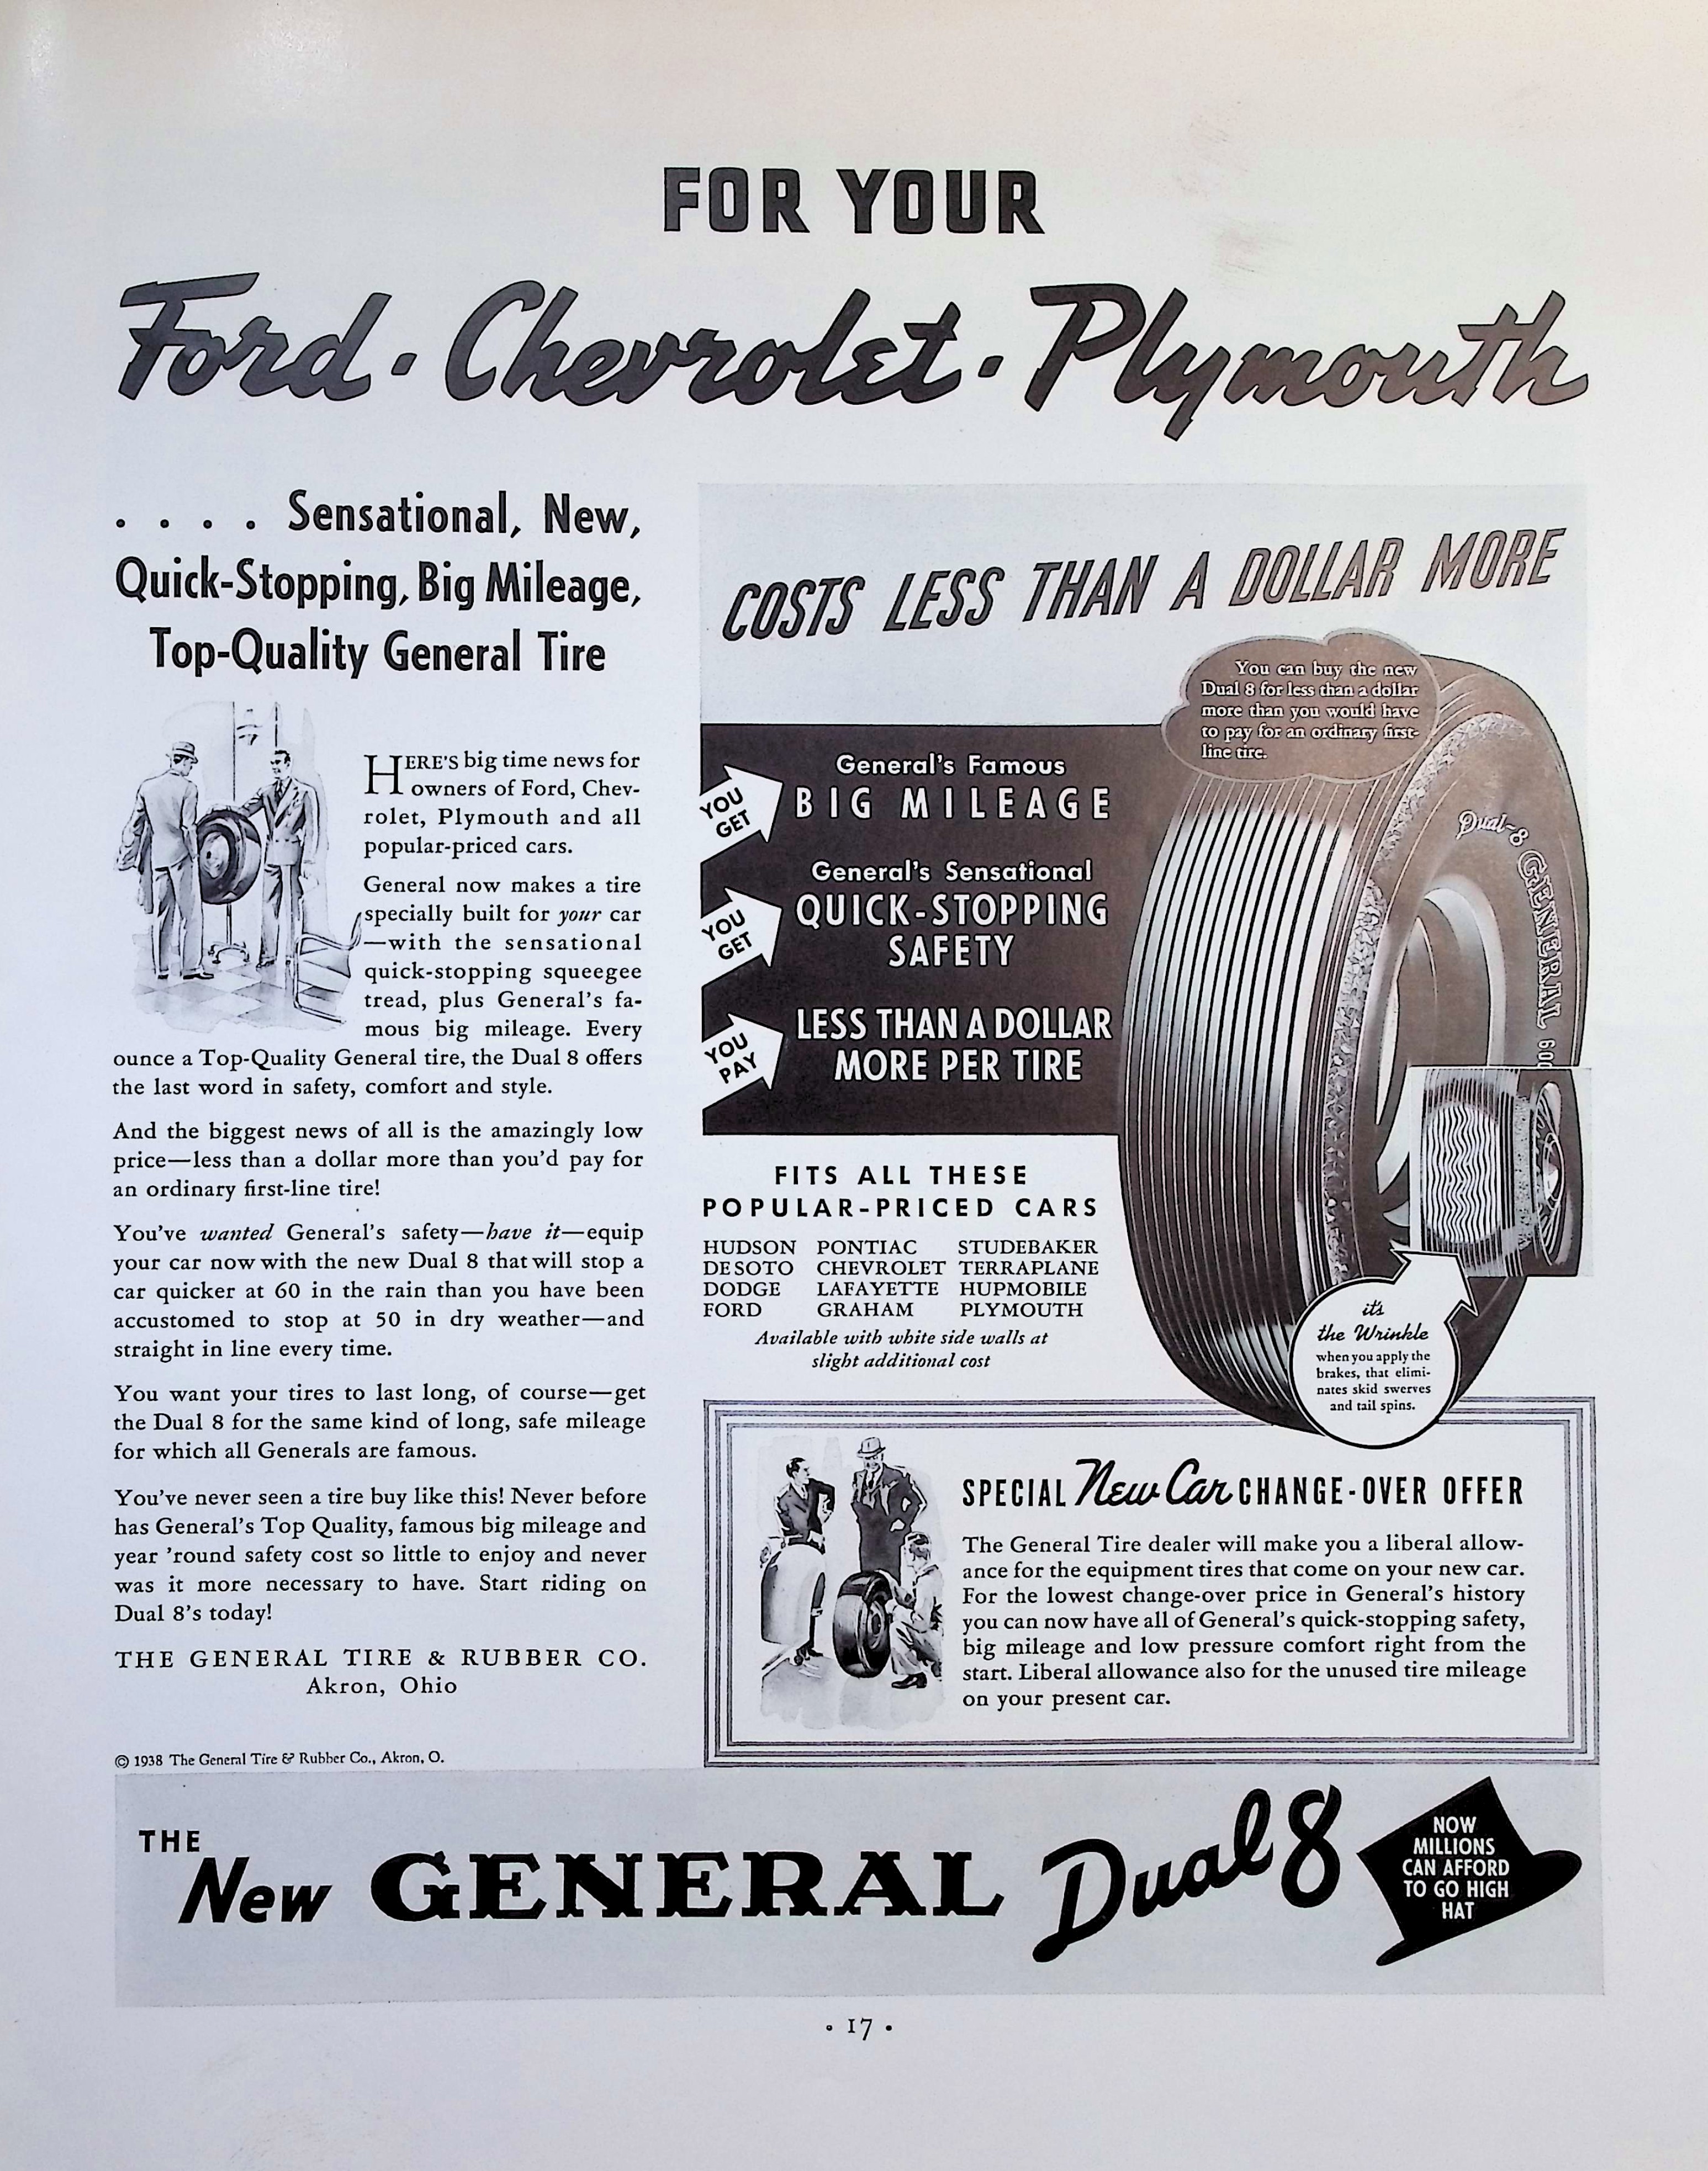 FOR YOUR
Ford · Chevrolet · Plymouth
. . . . Sensational, New,
Quick-Stopping, Big Mileage,
Top-Quality General Tire
HERE'S big time news for
owners of Ford, Chev-
rolet, Plymouth and all
popular-priced cars.
General now makes a tire
specially built for your car
—with the sensational
quick-stopping squeegee
tread, plus General's fa-
mous big mileage. Every
ounce a Top-Quality General tire, the Dual 8 offers
the last word in safety, comfort and style.
And the biggest news of all is the amazingly low
price—less than a dollar more than you'd pay for
an ordinary first-line tire!
You've wanted General's safety—have it—equip
your car now with the new Dual 8 that will stop a
car quicker at 60 in the rain than you have been
accustomed to stop at 50 in dry weather—and
straight in line every time.
You want your tires to last long, of course—get
the Dual 8 for the same kind of long, safe mileage
for which all Generals are famous.
You've never seen a tire buy like this! Never before
has General's Top Quality, famous big mileage and
year 'round safety cost so little to enjoy and never
was it more necessary to have. Start riding on
Dual 8's today!
THE GENERAL TIRE & RUBBER CO.
Akron, Ohio
© 1938 The General Tire & Rubber Co., Akron, O.
COSTS LESS THAN A DOLLAR MORE
You can buy the new
Dual 8 for less than a dollar
more than you would have
to pay for an ordinary first-
line tire.
YOU
GET
General's Famous
BIG MILEAGE
YOU
GET
General's Sensational
QUICK-STOPPING
SAFETY
YOU
PAY
LESS THAN A DOLLAR
MORE PER TIRE
Dual-8
GENERAL
600
FITS ALL THESE
POPULAR-PRICED CARS
HUDSON PONTIAC STUDEBAKER
DE SOTO CHEVROLET TERRAPLANE
DODGE LAFAYETTE HUPMOBILE
FORD GRAHAM PLYMOUTH
Available with white side walls at
slight additional cost
it's
the Wrinkle
when you apply the
brakes, that elimi-
nates skid swerves
and tail spins.
SPECIAL New Car CHANGE-OVER OFFER
The General Tire dealer will make you a liberal allow-
ance for the equipment tires that come on your new car.
For the lowest change-over price in General's history
you can now have all of General's quick-stopping safety,
big mileage and low pressure comfort right from the
start. Liberal allowance also for the unused tire mileage
on your present car.
THE
New GENERAL Dual 8
NOW
MILLIONS
CAN AFFORD
TO GO HIGH
HAT
· 17 ·